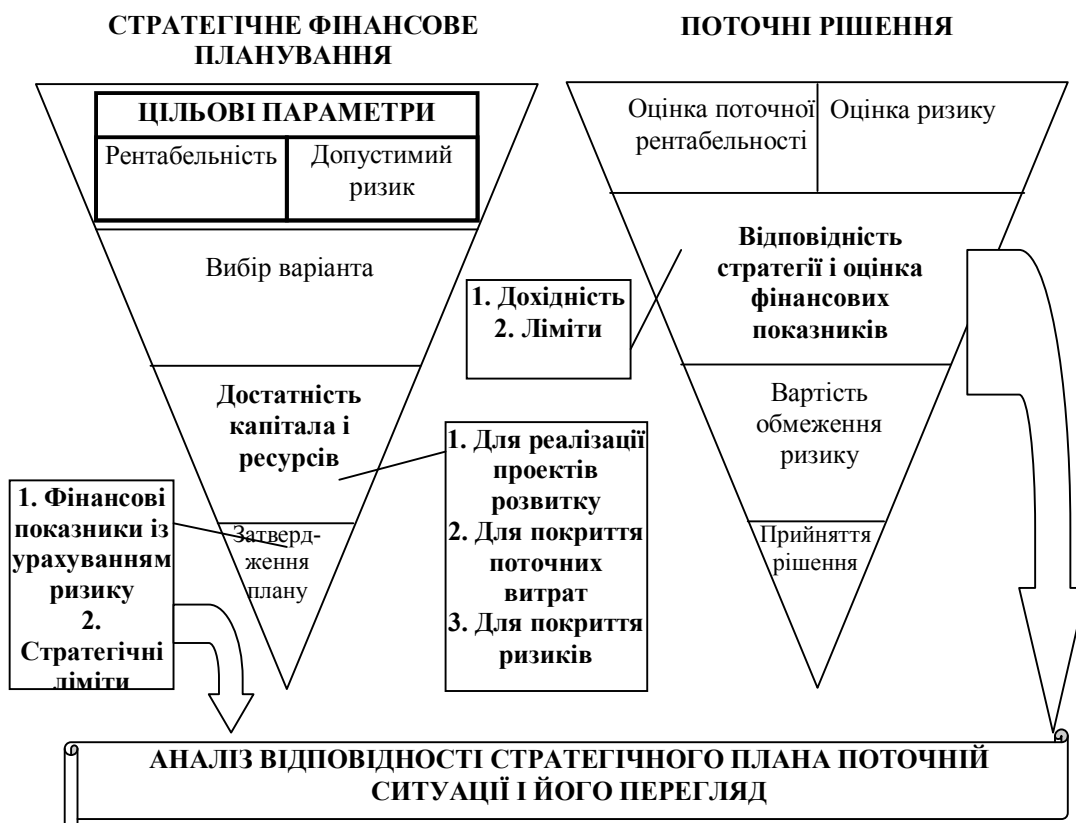 СТРАТЕГІЧНЕ ФІНАНСОВЕ
ПЛАНУВАННЯ
ЦІЛЬОВІ ПАРАМЕТРИ
Рентабельність
Допустимий
ризик
Вибір варіанта
Достатність
капітала і
ресурсів
1. Для реалізації
проектів
розвитку
2. Для покриття
поточних
витрат
3. Для покриття
ризиків
Затверд-
ження
плану
1. Фінансові
показники із
урахуванням
ризику
2.
Стратегічні
ліміти
ПОТОЧНІ РІШЕННЯ
Оцінка поточної
рентабельності
Оцінка ризику
Відповідність
стратегії і оцінка
фінансових
показників
1. Дохідність
2. Ліміти
Вартість
обмеження
ризику
Прийняття
рішення
АНАЛІЗ ВІДПОВІДНОСТІ СТРАТЕГІЧНОГО ПЛАНА ПОТОЧНІЙ
СИТУАЦІЇ І ЙОГО ПЕРЕГЛЯД